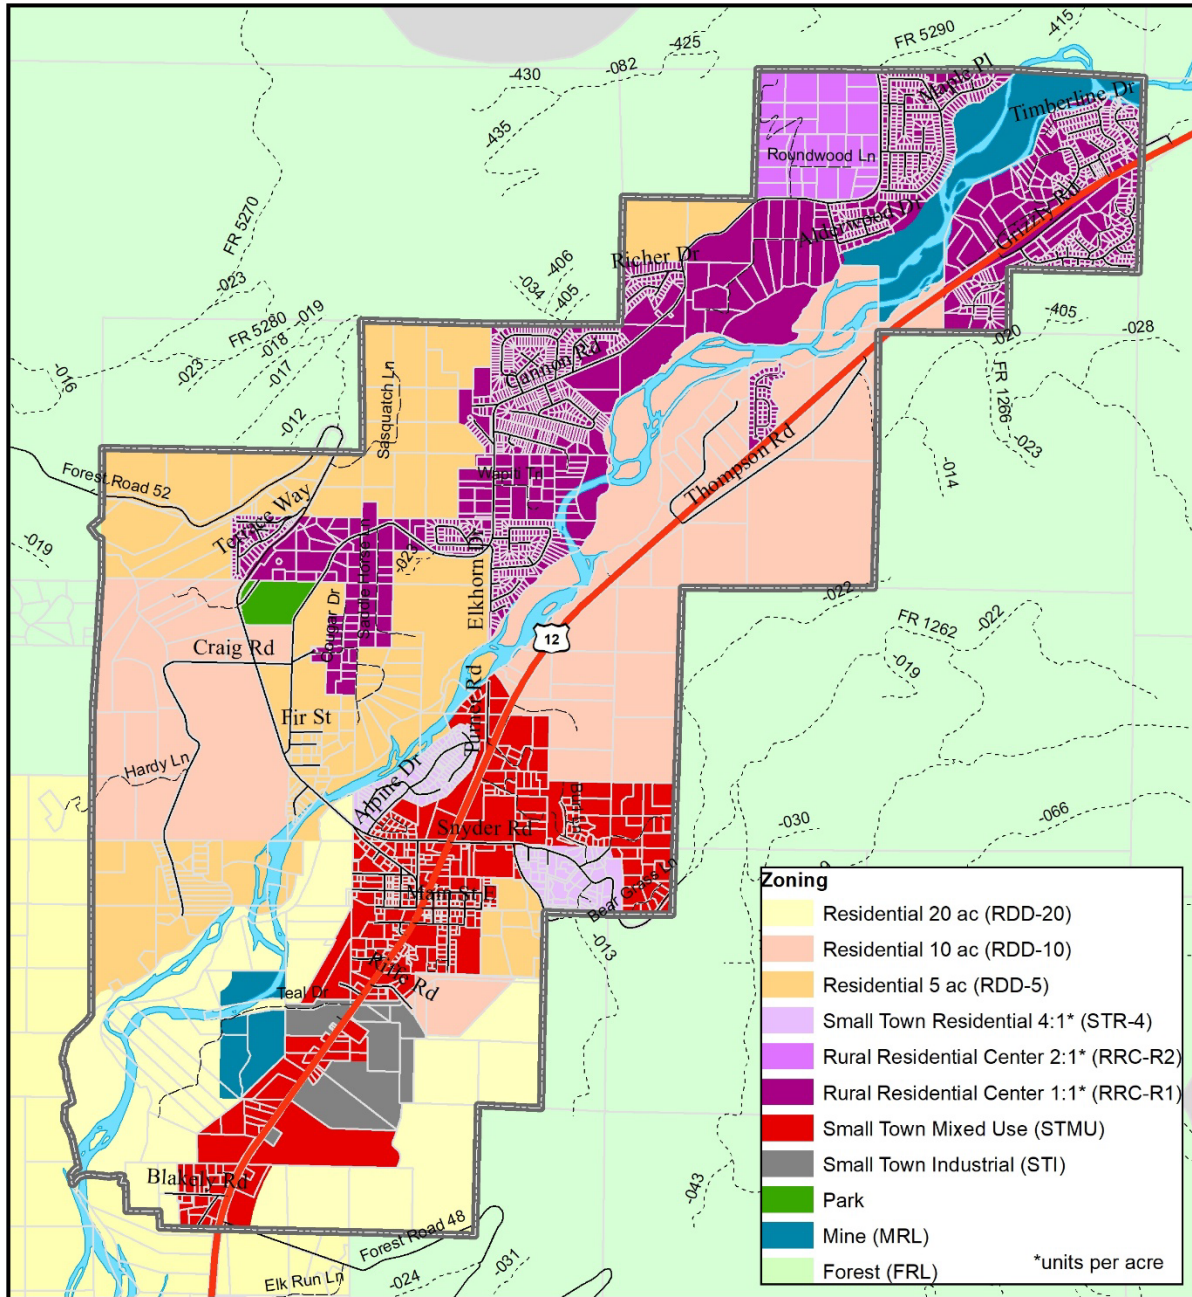 -415
FR 5290
-425
-082
-430
Maple Pl
Timberline Dr
-435
Roundwood Ln
FR 5270
Alderwood Dr
Grizzly Rd
Richer Dr
-406
-034
-405
-023
-019
FR 5280
-018
-023
-017
-405
-020
-028
Cannon Rd
-016
Sasquatch Ln
FR 1266
-012
-023
Forest Road 52
Wapiti Tr
-014
Thompson Rd
Terrace Way
-019
Saddle Horse Ln
-023
Elkhorn Dr
-022
FR 1262
-022
Cougar Dr
Craig Rd
12
-019
Turner Rd
Fir St
Hardy Ln
Alpine Dr
-030
-066
Snyder Rd
Bear Grass Ln
Main St E
-013
Riffe Rd
Teal Dr
-043
Blakely Rd
Forest Road 48
-031
-024
Elk Run Ln
Zoning
Residential 20 ac (RDD-20)
Residential 10 ac (RDD-10)
Residential 5 ac (RDD-5)
Small Town Residential 4:1* (STR-4)
Rural Residential Center 2:1* (RRC-R2)
Rural Residential Center 1:1* (RRC-R1)
Small Town Mixed Use (STMU)
Small Town Industrial (STI)
Park
Mine (MRL)
Forest (FRL)
*units per acre